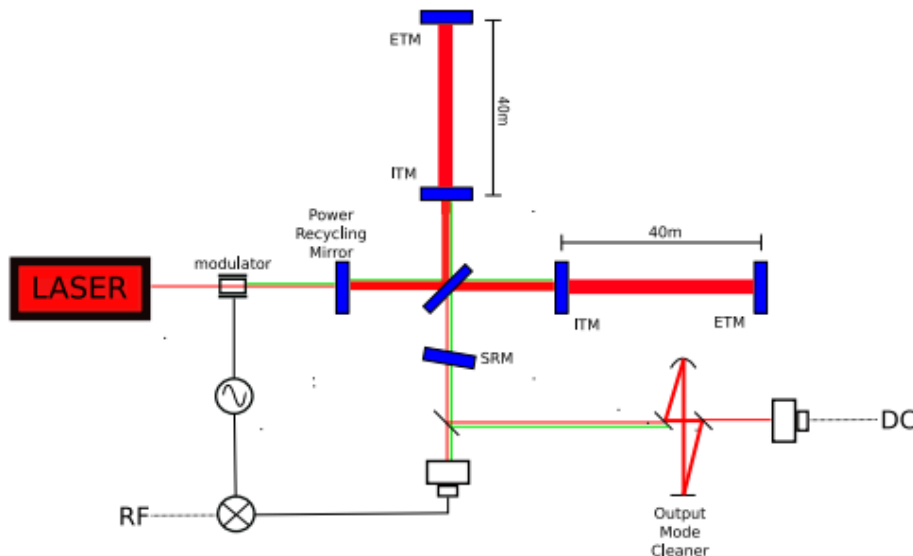 ETM
40m
ITM
Power
Recycling
Mirror
40m
modulator
LASER
ITM
ETM
SRM
DC
RF
Output
Mode
Cleaner